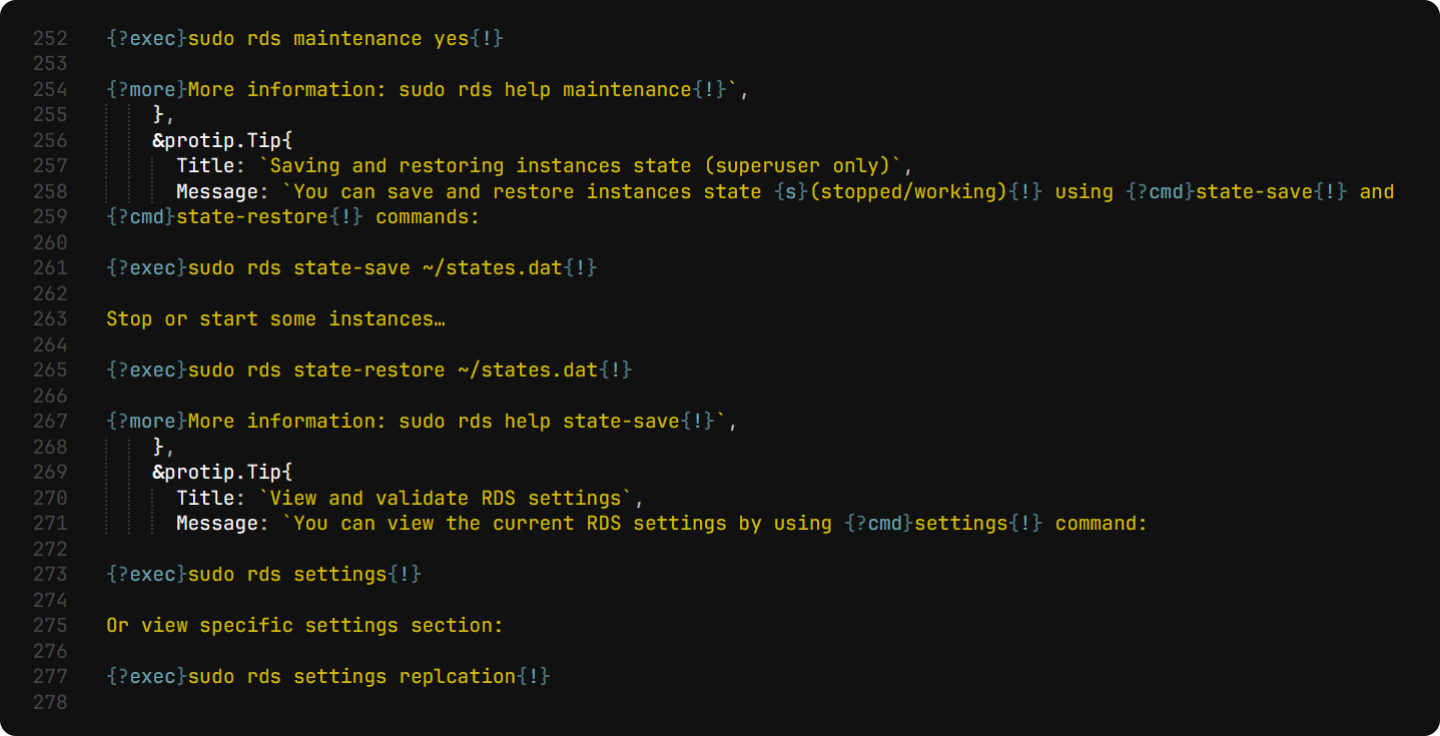 252 {?exec}sudo rds maintenance yes{!}
253
254 {?more}More information: sudo rds help maintenance{!}`,
255 },
256 &protip.Tip{
257 Title: `Saving and restoring instances state (superuser only)`,
258 Message: `You can save and restore instances state {s}(stopped/working){!} using {?cmd}state-save{!} and
259 {?cmd}state-restore{!} commands:
260
261 {?exec}sudo rds state-save ~/states.dat{!}
262
263 Stop or start some instances…
264
265 {?exec}sudo rds state-restore ~/states.dat{!}
266
267 {?more}More information: sudo rds help state-save{!}`,
268 },
269 &protip.Tip{
270 Title: `View and validate RDS settings`,
271 Message: `You can view the current RDS settings by using {?cmd}settings{!} command:
272
273 {?exec}sudo rds settings{!}
274
275 Or view specific settings section:
276
277 {?exec}sudo rds settings replcation{!}
278